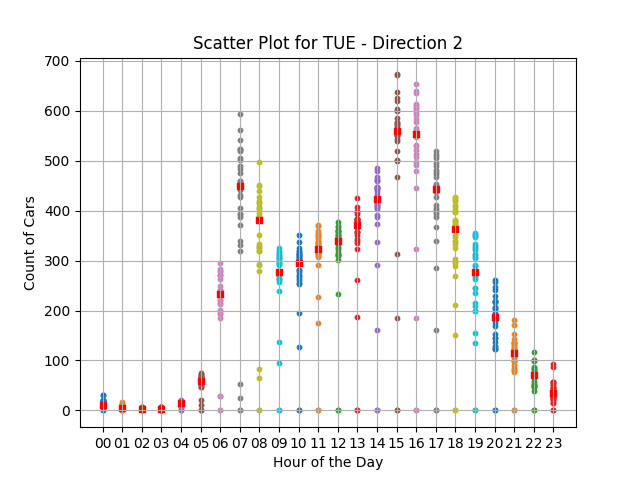 Scatter Plot for TUE - Direction 2
Count of Cars
700
600
500
400
300
200
100
0
00 01 02 03 04 05 06 07 08 09 10 11 12 13 14 15 16 17 18 19 20 21 22 23
Hour of the Day